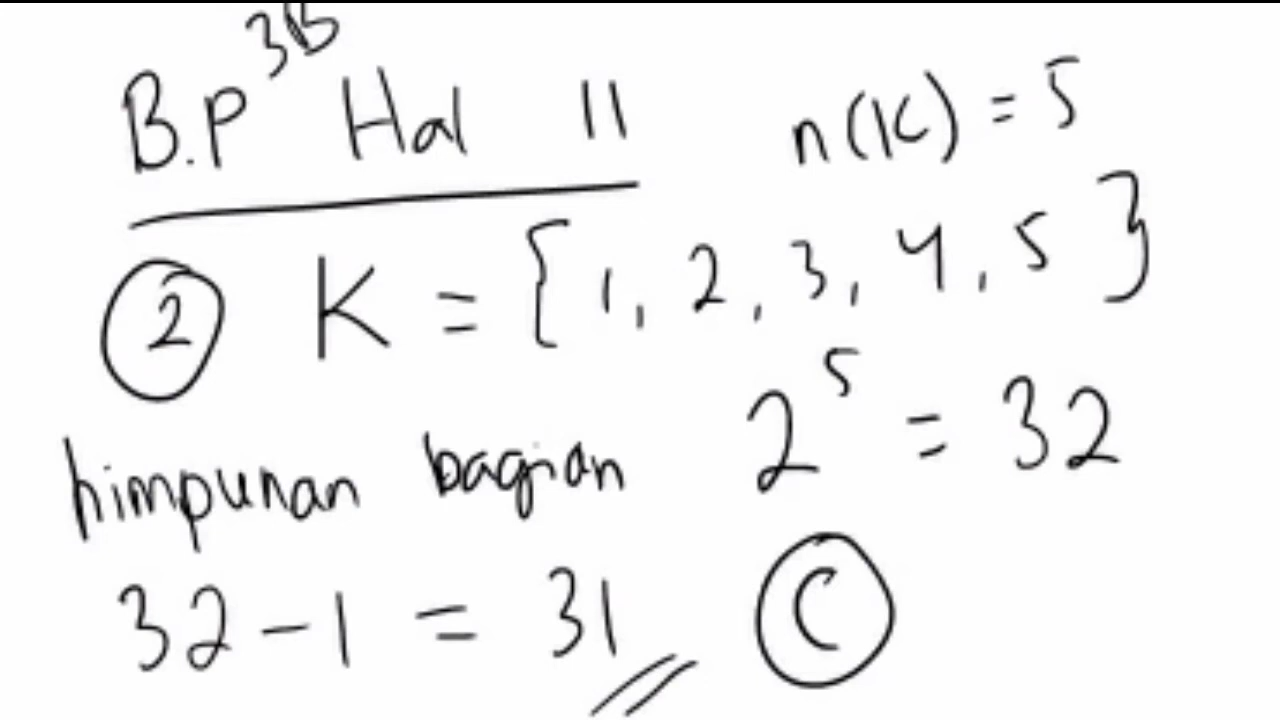 B.P 3B Hal 11
n(K) = 5
② K = {1, 2, 3, 4, 5}
himpunan bagian 2⁵ = 32
32 - 1 = 31 Ⓒ